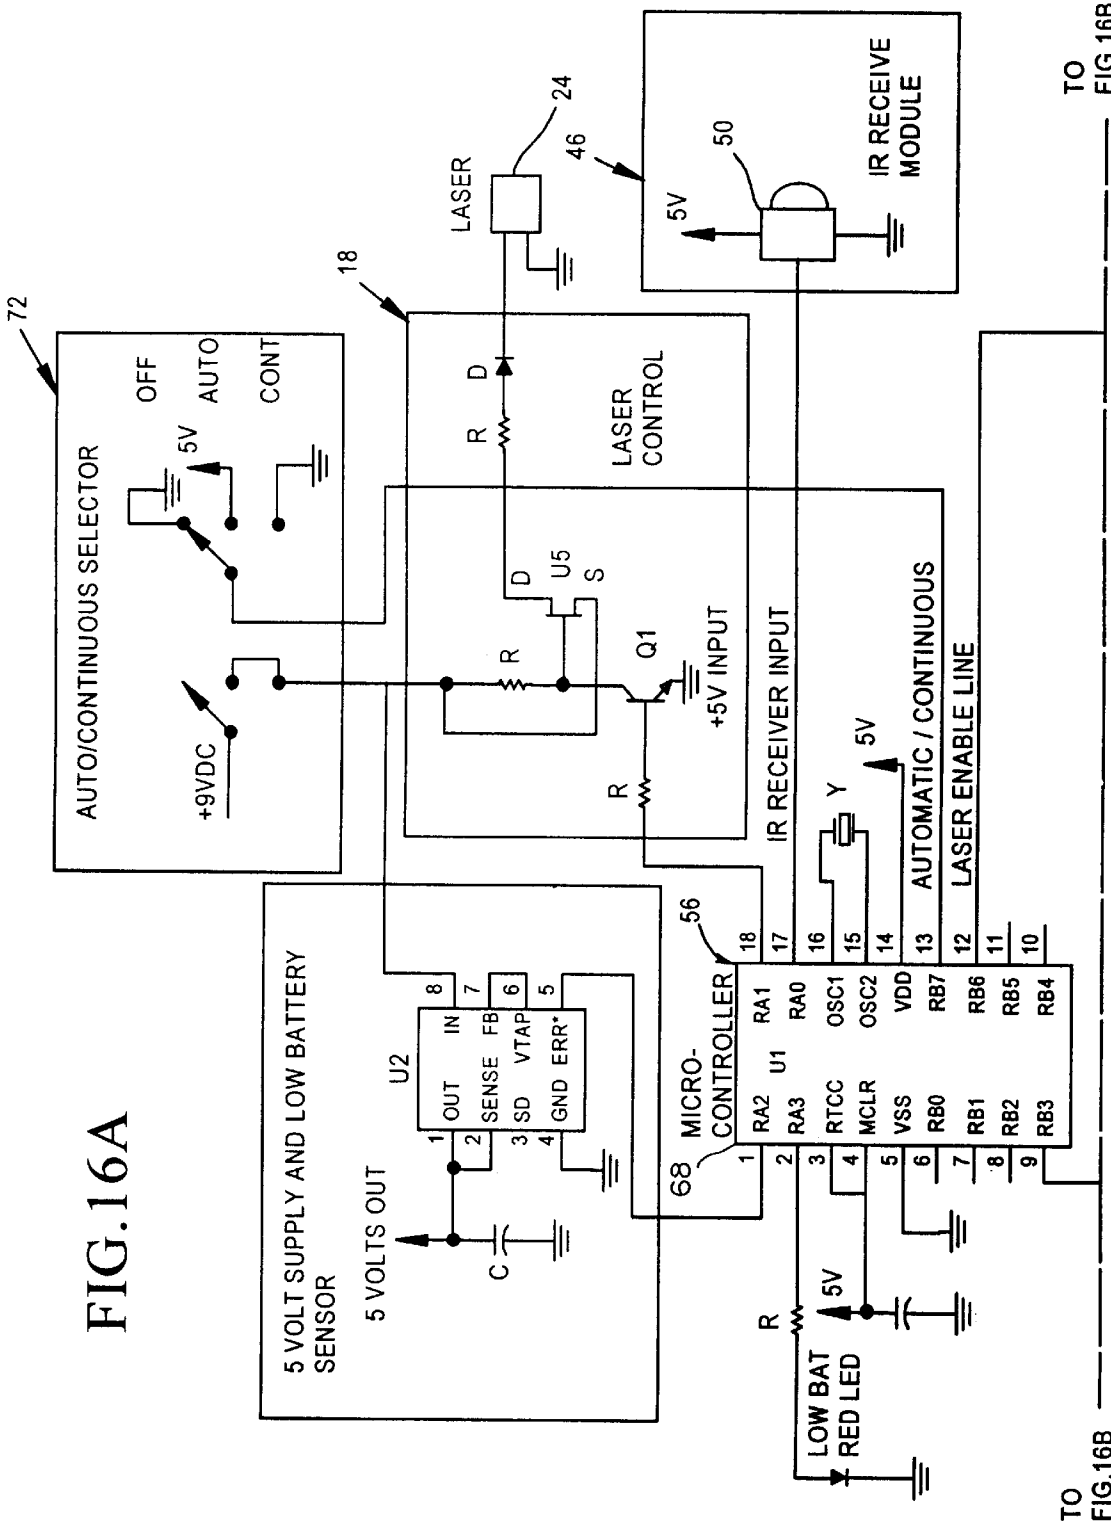 FIG.16A
72
AUTO/CONTINUOUS SELECTOR
OFF
AUTO
CONT
5V
+9VDC
18
LASER
24
D
R
LASER
CONTROL
D
U5
S
R
Q1
+5V INPUT
R
46
5V
50
IR RECEIVE
MODULE
5 VOLT SUPPLY AND LOW BATTERY
SENSOR
5 VOLTS OUT
C
U2
1 OUT IN 8
2 SENSE FB 7
3 SD VTAP 6
4 GND ERR* 5
68
MICRO-
CONTROLLER
56
U1
1 RA2 RA1 18
2 RA3 RA0 17
3 RTCC OSC1 16
4 MCLR OSC2 15
5 VSS VDD 14
6 RB0 RB7 13
7 RB1 RB6 12
8 RB2 RB5 11
9 RB3 RB4 10
IR RECEIVER INPUT
Y
5V
AUTOMATIC / CONTINUOUS
LASER ENABLE LINE
R
5V
LOW BAT
RED LED
TO
FIG.16B
TO
FIG.16B